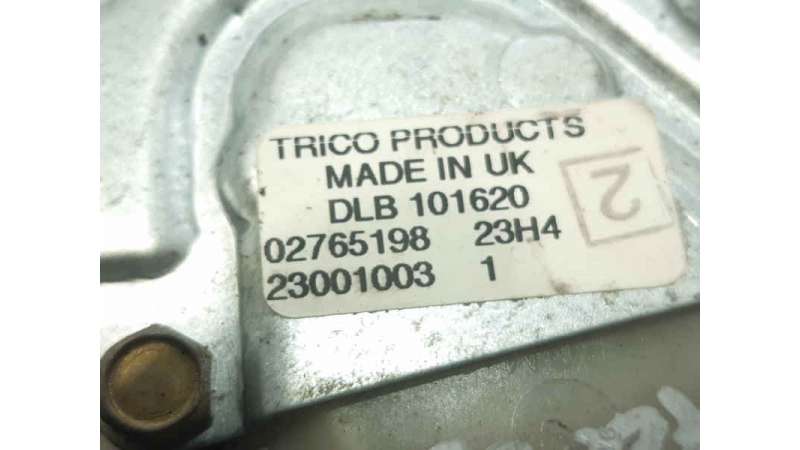 TRICO PRODUCTS
MADE IN UK
DLB 101620
02765198 23H4
23001003 1
2